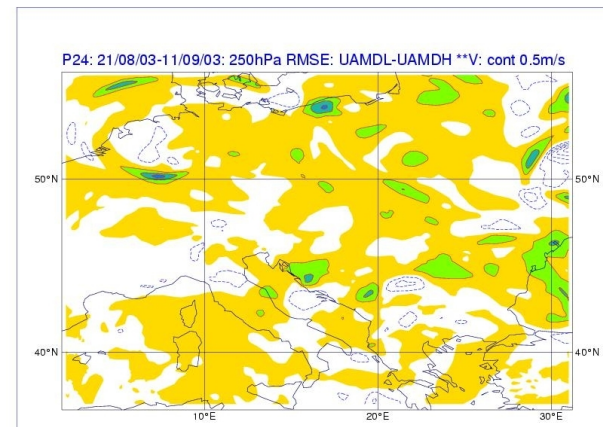 P24: 21/08/03-11/09/03: 250hPa RMSE: UAMDL-UAMDH **V: cont 0.5m/s
50°N
50°N
40°N
40°N
10°E
20°E
30°E